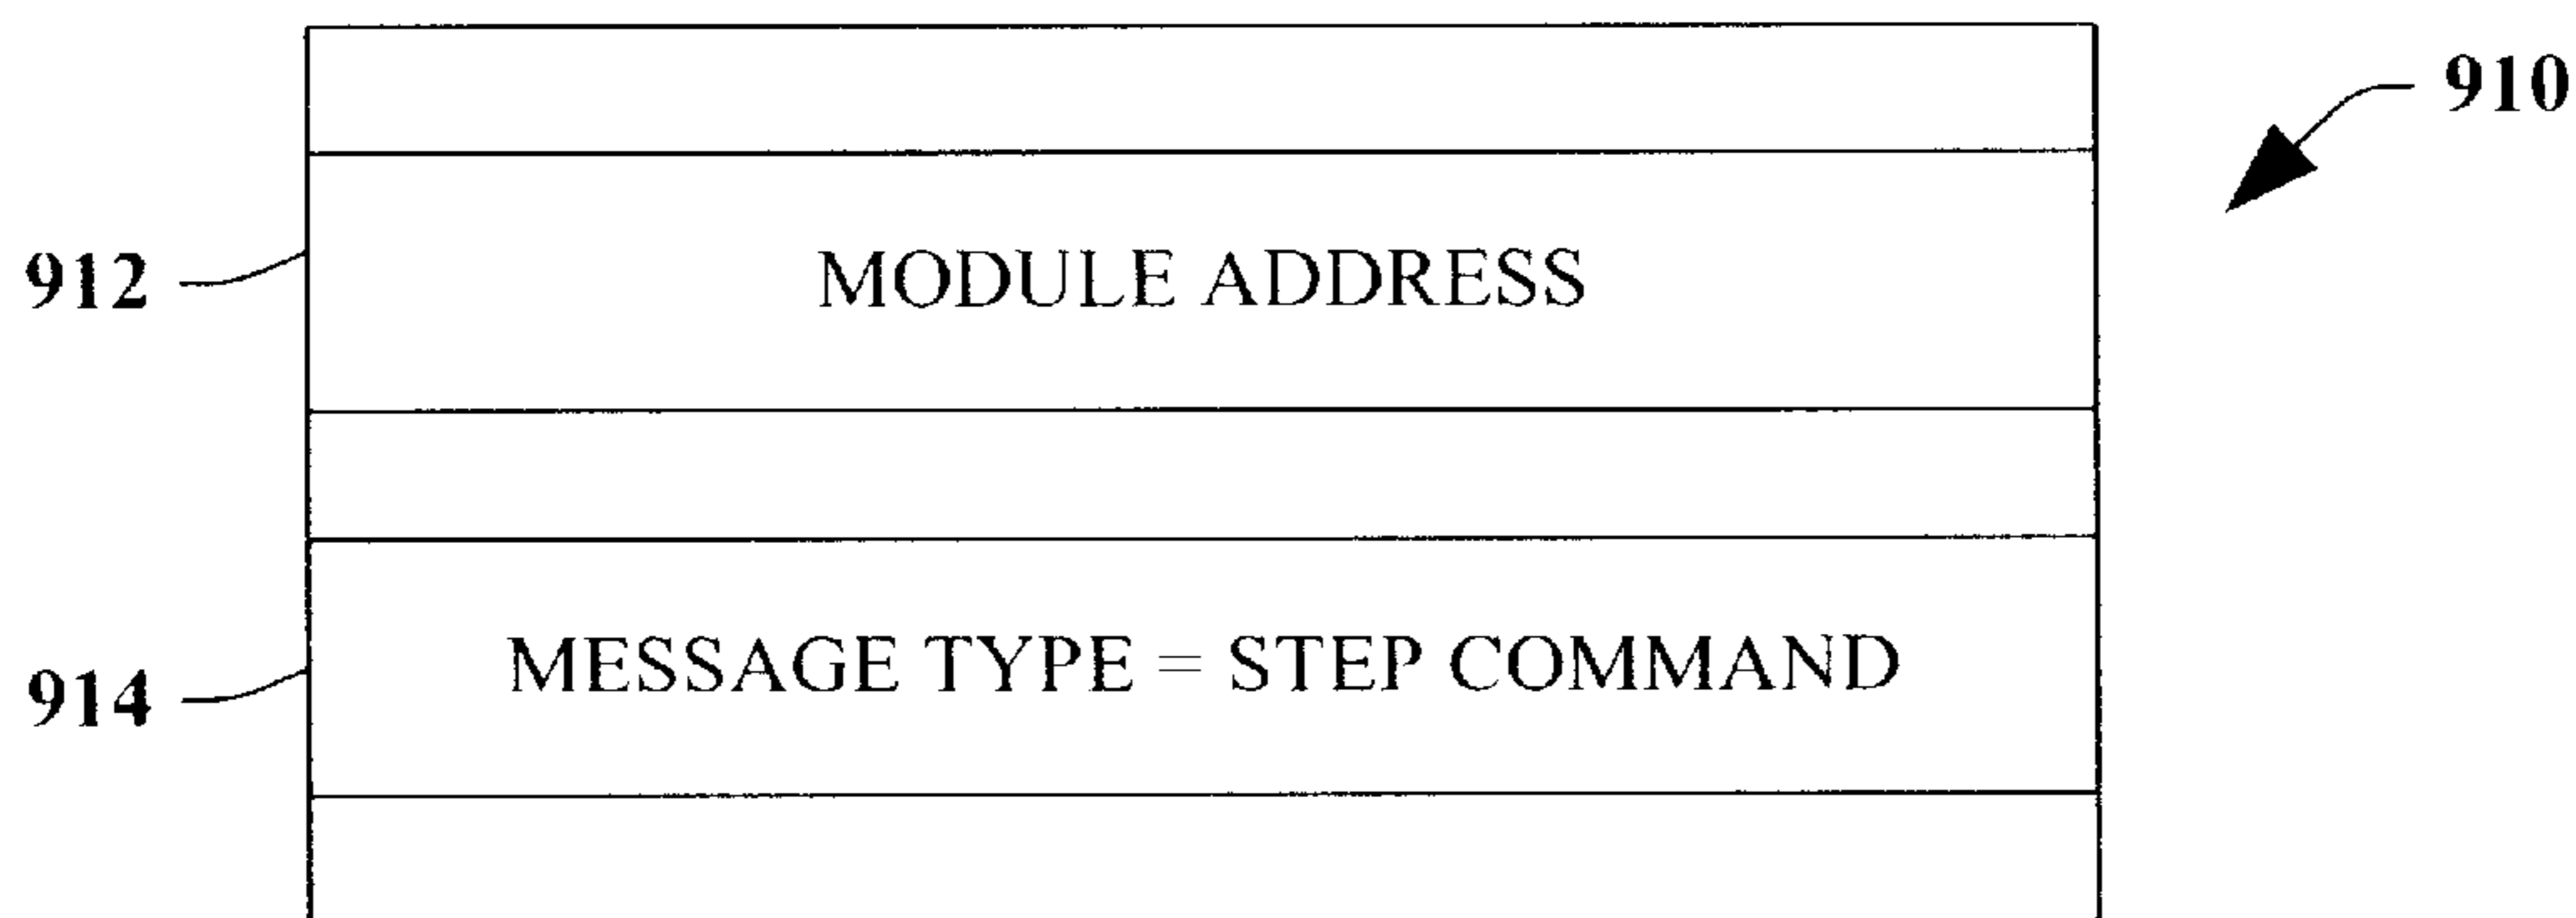 910
912
MODULE ADDRESS
914
MESSAGE TYPE = STEP COMMAND